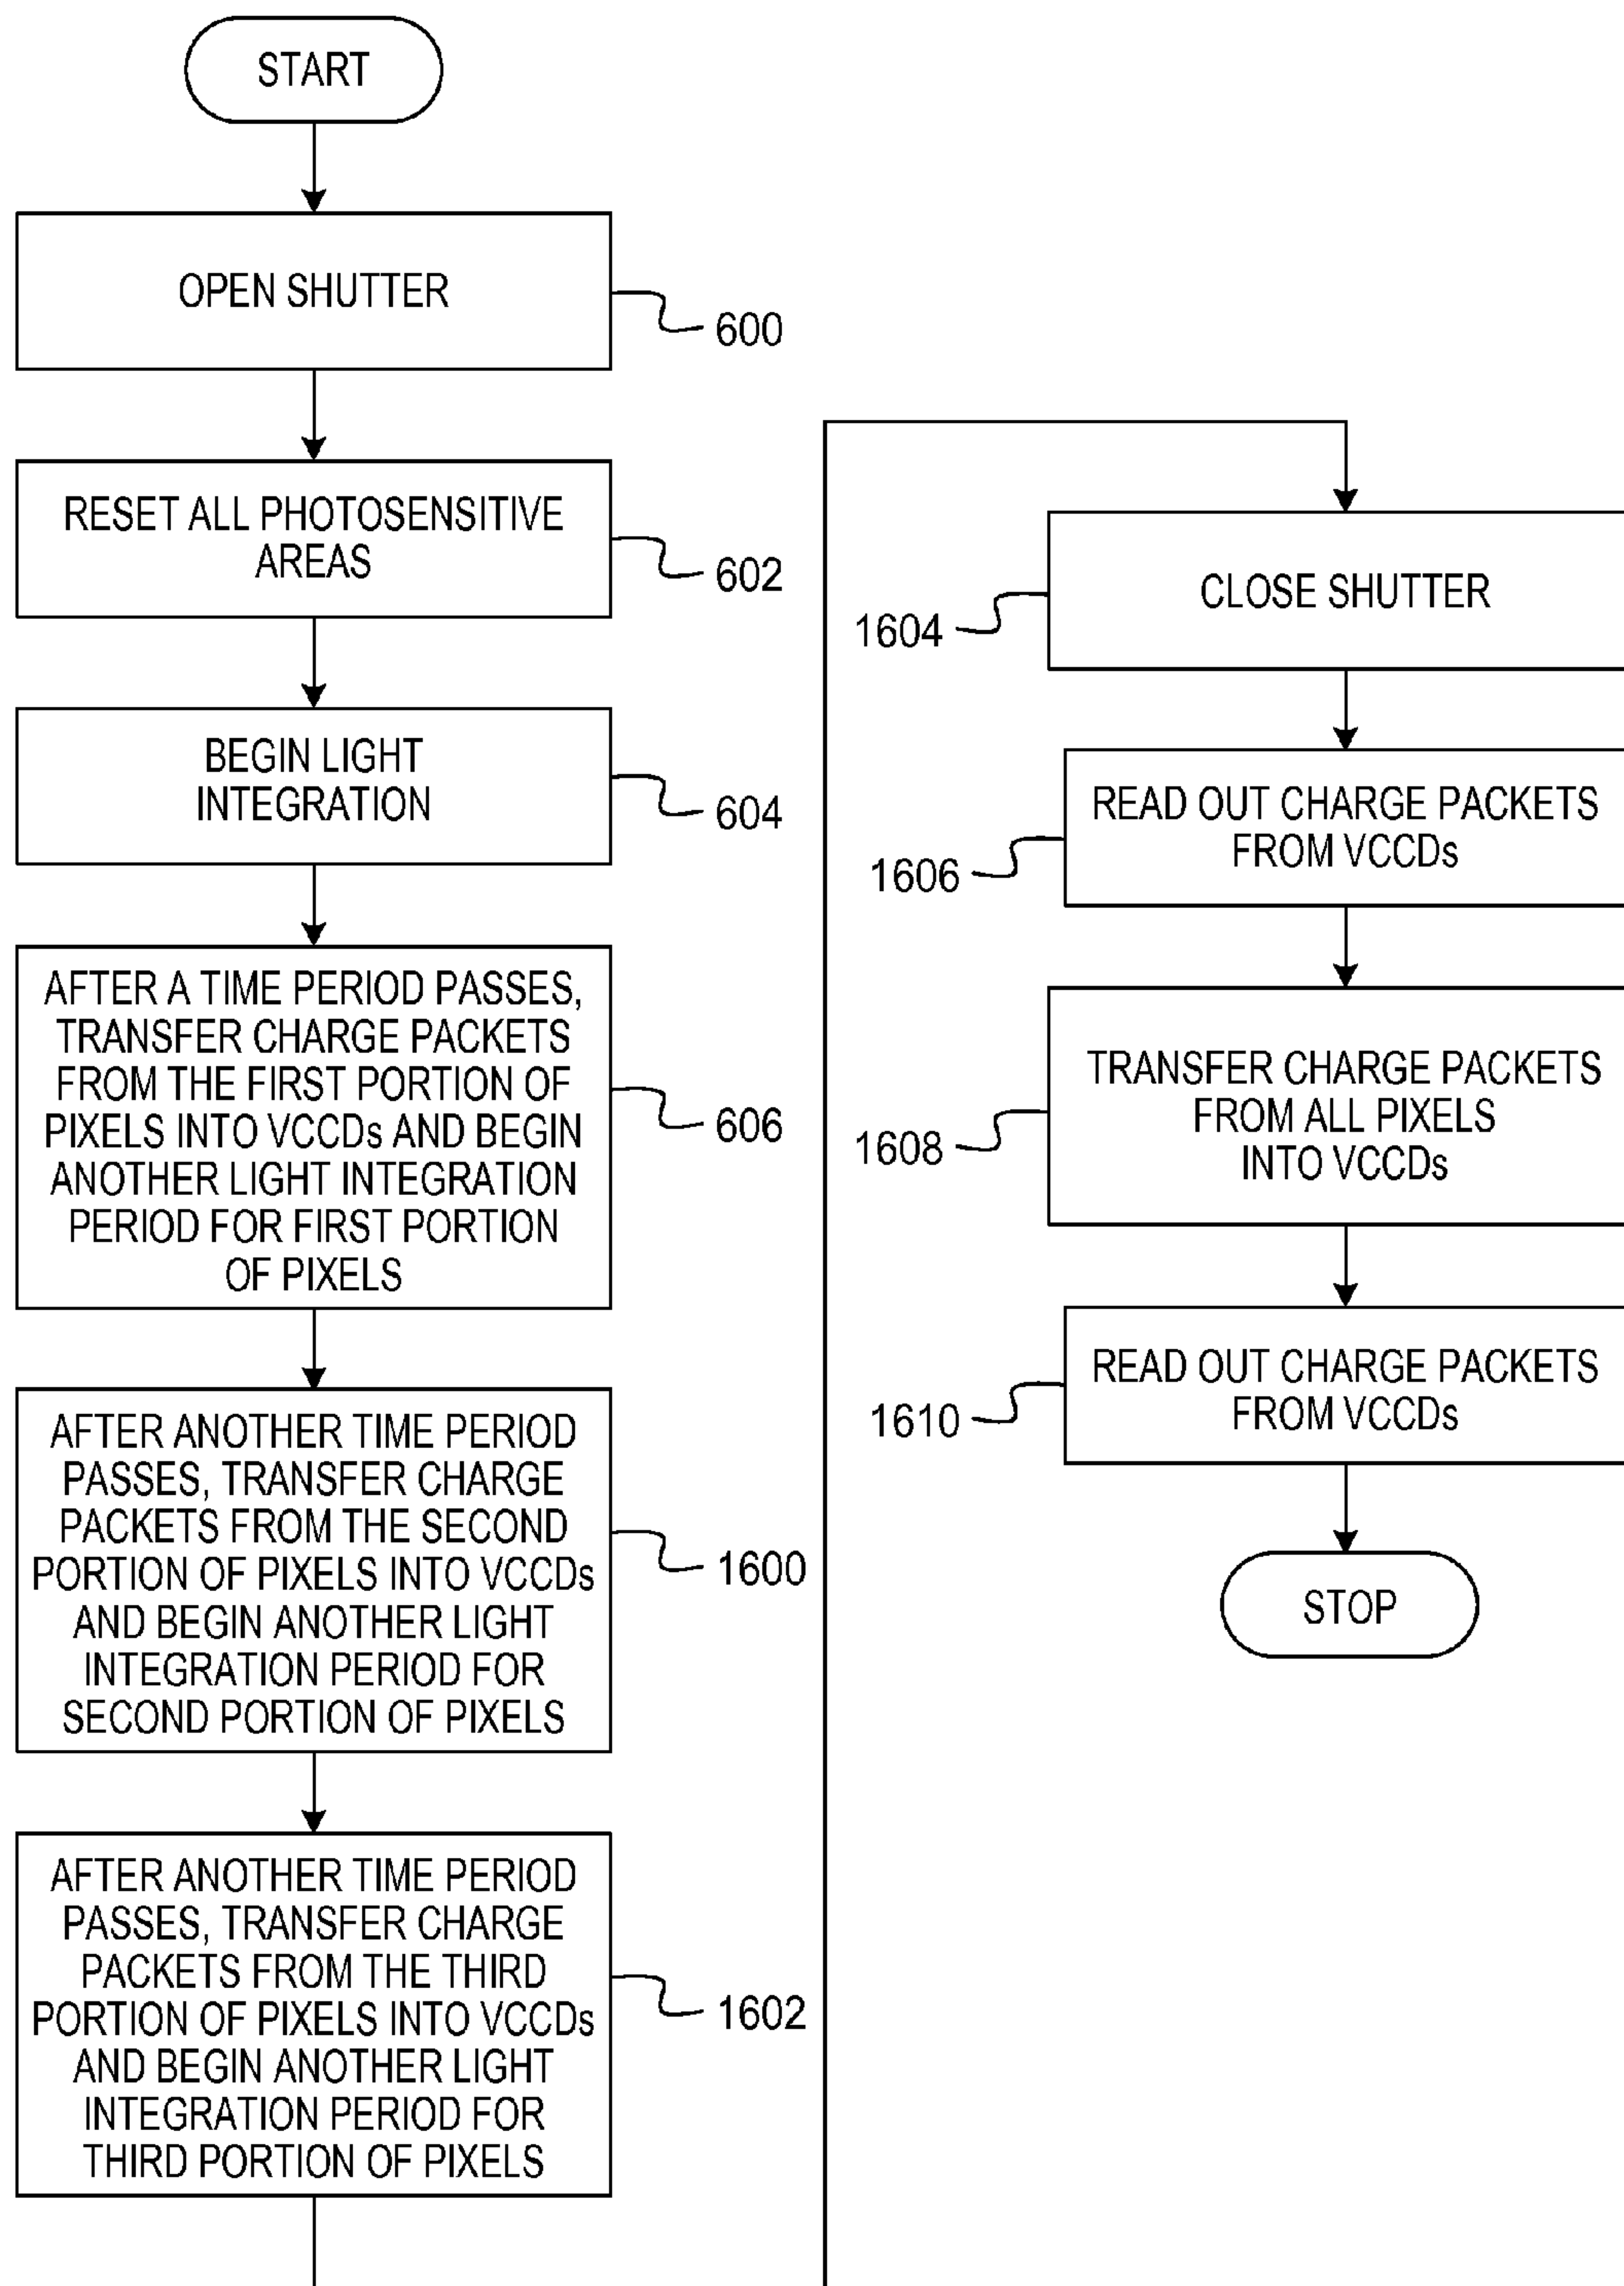 START
OPEN SHUTTER
600
RESET ALL PHOTOSENSITIVE
AREAS
602
BEGIN LIGHT
INTEGRATION
604
AFTER A TIME PERIOD PASSES,
TRANSFER CHARGE PACKETS
FROM THE FIRST PORTION OF
PIXELS INTO VCCDs AND BEGIN
ANOTHER LIGHT INTEGRATION
PERIOD FOR FIRST PORTION
OF PIXELS
606
AFTER ANOTHER TIME PERIOD
PASSES, TRANSFER CHARGE
PACKETS FROM THE SECOND
PORTION OF PIXELS INTO VCCDs
AND BEGIN ANOTHER LIGHT
INTEGRATION PERIOD FOR
SECOND PORTION OF PIXELS
1600
AFTER ANOTHER TIME PERIOD
PASSES, TRANSFER CHARGE
PACKETS FROM THE THIRD
PORTION OF PIXELS INTO VCCDs
AND BEGIN ANOTHER LIGHT
INTEGRATION PERIOD FOR
THIRD PORTION OF PIXELS
1602
CLOSE SHUTTER
1604
READ OUT CHARGE PACKETS
FROM VCCDs
1606
TRANSFER CHARGE PACKETS
FROM ALL PIXELS
INTO VCCDs
1608
READ OUT CHARGE PACKETS
FROM VCCDs
1610
STOP